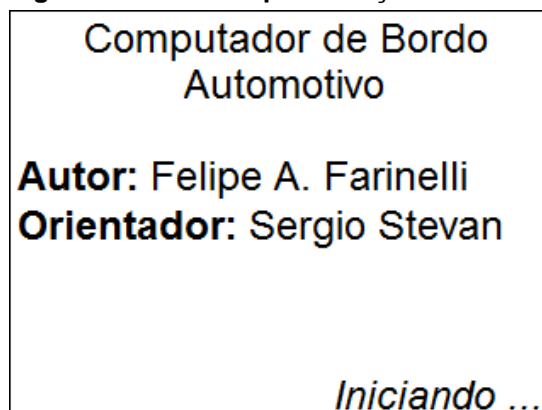 Computador de Bordo
Automotivo
Autor: Felipe A. Farinelli
Orientador: Sergio Stevan
Iniciando ...